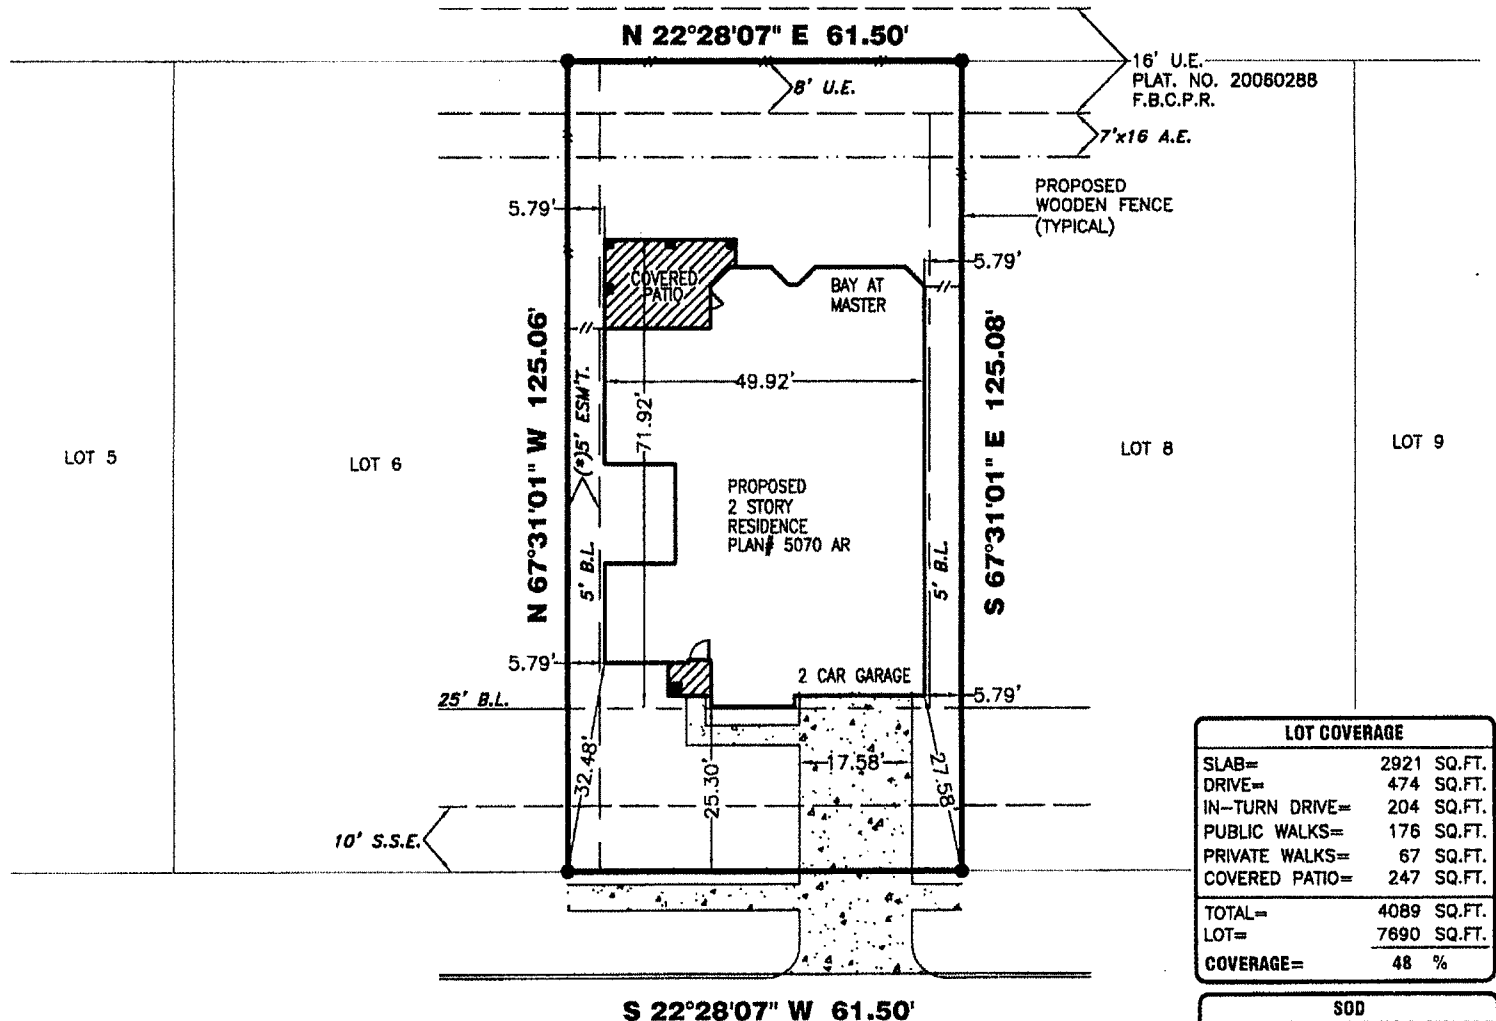 N 22°28'07" E 61.50'
16' U.E.
PLAT. NO. 20060288
F.B.C.P.R.
8' U.E.
7'x16 A.E.
PROPOSED
WOODEN FENCE
(TYPICAL)
5.79'
5.79'
COVERED
PATIO
BAY AT
MASTER
N 67°31'01" W 125.06'
S 67°31'01" E 125.08'
49.92'
71.92'
(*)5' ESM'T.
LOT 5
LOT 6
LOT 8
LOT 9
PROPOSED
2 STORY
RESIDENCE
PLAN# 5070 AR
5' B.L.
5' B.L.
5.79'
2 CAR GARAGE
5.79'
25' B.L.
32.48'
25.30'
17.58'
27.58'
10' S.S.E.
S 22°28'07" W 61.50'
LOT COVERAGE
SLAB= 2921 SQ.FT.
DRIVE= 474 SQ.FT.
IN-TURN DRIVE= 204 SQ.FT.
PUBLIC WALKS= 176 SQ.FT.
PRIVATE WALKS= 67 SQ.FT.
COVERED PATIO= 247 SQ.FT.
TOTAL= 4089 SQ.FT.
LOT= 7690 SQ.FT.
COVERAGE= 48 %
SOD